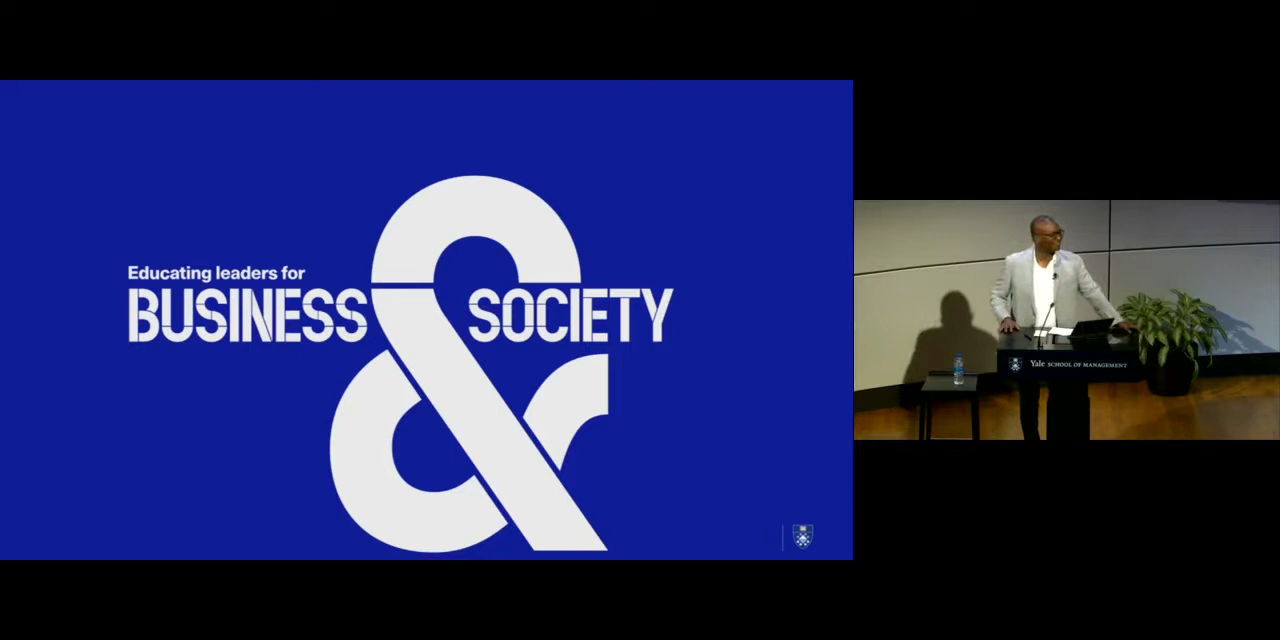 Educating leaders for
BUSINESS & SOCIETY
Yale SCHOOL OF MANAGEMENT